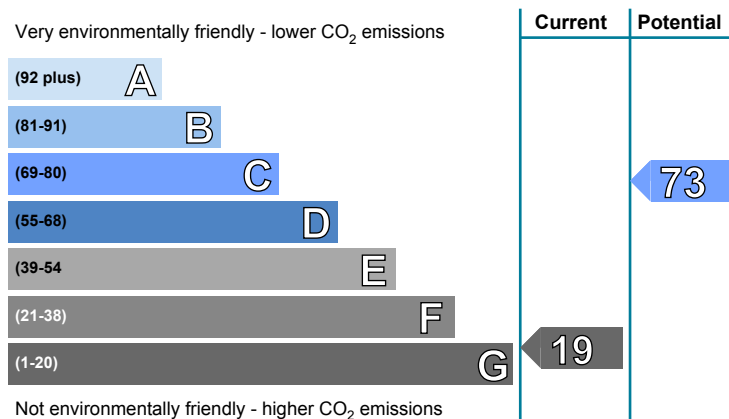 Current Potential
Very environmentally friendly - lower CO2 emissions
(92 plus) A
(81-91) B
(69-80) C
73
(55-68) D
(39-54 E
(21-38) F
(1-20) G 19
Not environmentally friendly - higher CO2 emissions